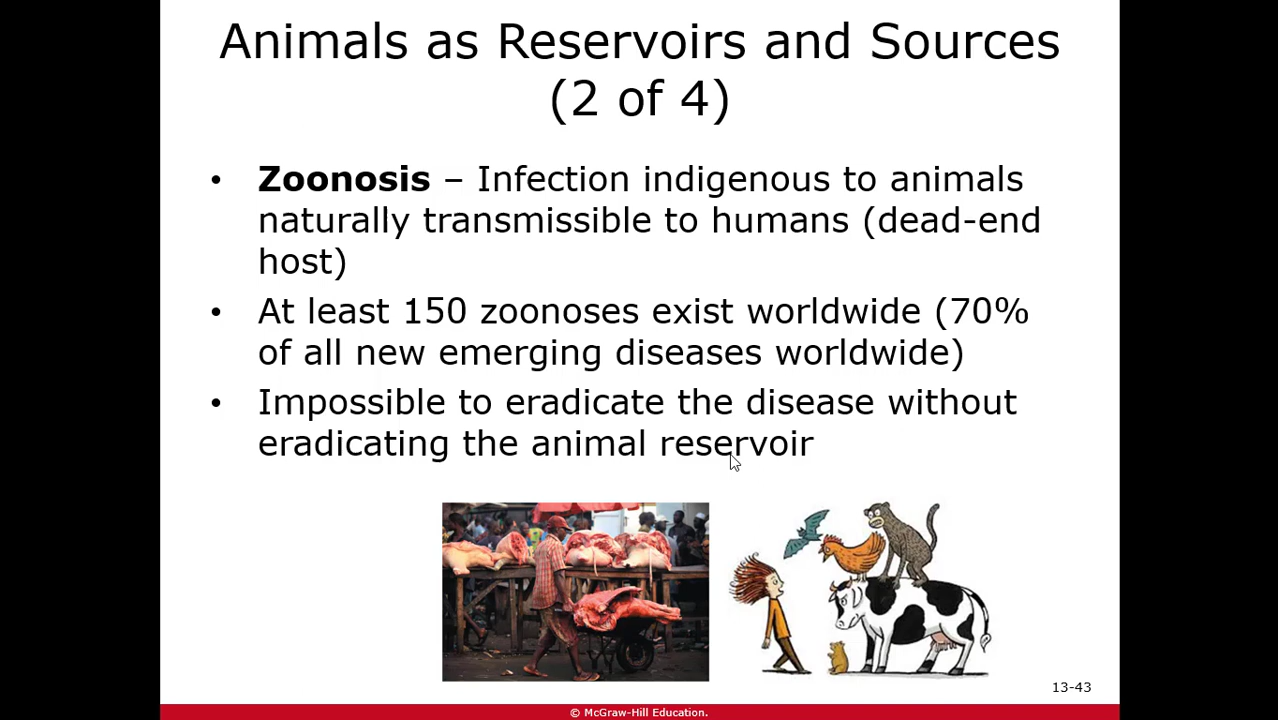 Animals as Reservoirs and Sources
(2 of 4)
• Zoonosis – Infection indigenous to animals
naturally transmissible to humans (dead-end
host)
• At least 150 zoonoses exist worldwide (70%
of all new emerging diseases worldwide)
• Impossible to eradicate the disease without
eradicating the animal reservoir
13-43
© McGraw-Hill Education.